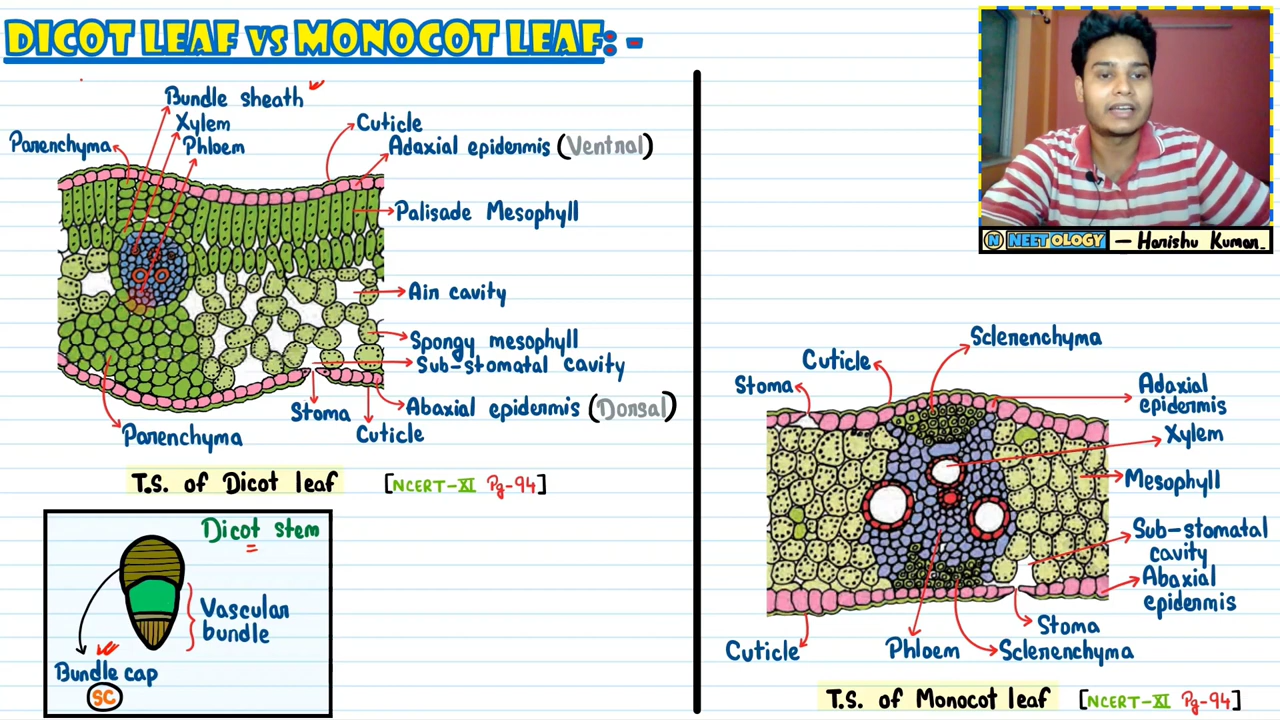 DICOT LEAF vs MONOCOT LEAF: -
Bundle sheath
Xylem
Phloem
Parenchyma
Cuticle
Adaxial epidermis (Ventral)
Palisade Mesophyll
Air cavity
Spongy mesophyll
Sub-stomatal cavity
Abaxial epidermis (Dorsal)
Stoma
Cuticle
Parenchyma
T.S. of Dicot leaf [NCERT-XI Pg-94]
Dicot stem
Vascular
bundle
Bundle cap
SC
N NEETOLOGY – Hanishu Kumar
Sclerenchyma
Cuticle
Stoma
Adaxial
epidermis
Xylem
Mesophyll
Sub-stomatal
cavity
Abaxial
epidermis
Stoma
Cuticle
Phloem
Sclerenchyma
T.S. of Monocot leaf [NCERT-XI Pg-94]